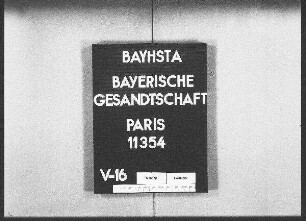 BAYHSTA
BAYERISCHE
GESANDTSCHAFT
PARIS
11354
V-16